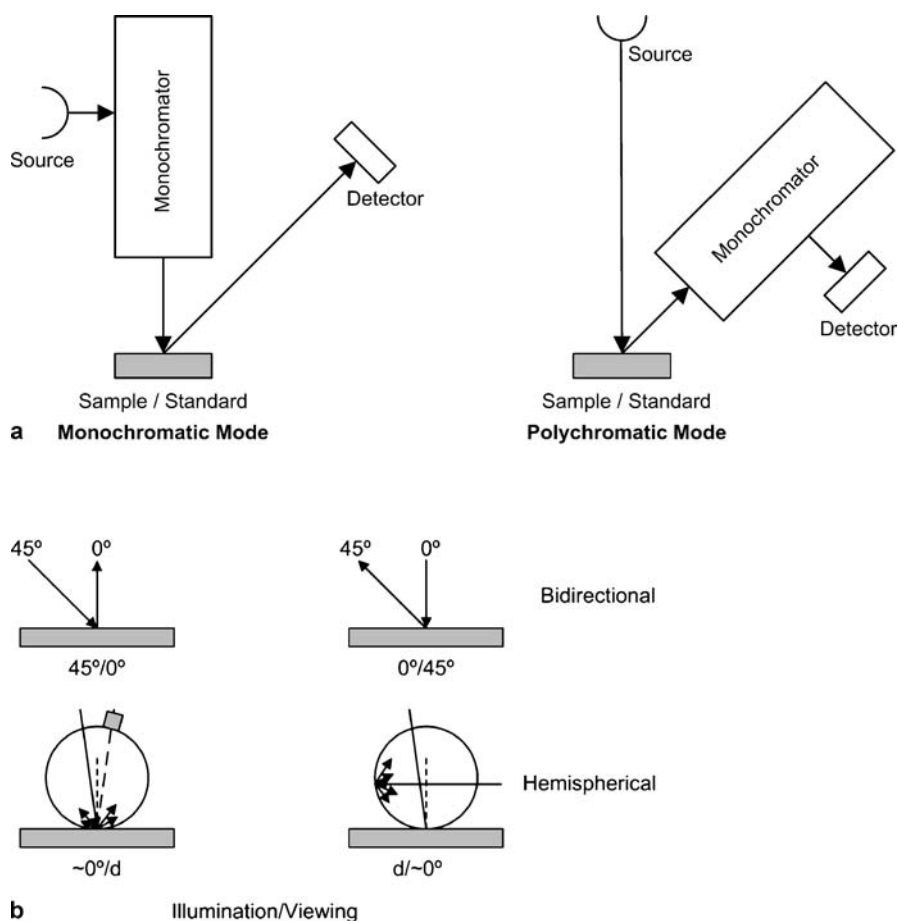 Source
Monochromator
Detector
Sample / Standard
a Monochromatic Mode
Source
Monochromator
Detector
Sample / Standard
Polychromatic Mode
45º 0º
45º/0º
45º 0º
0º/45º
Bidirectional
~0º/d
d/~0º
Hemispherical
b Illumination/Viewing